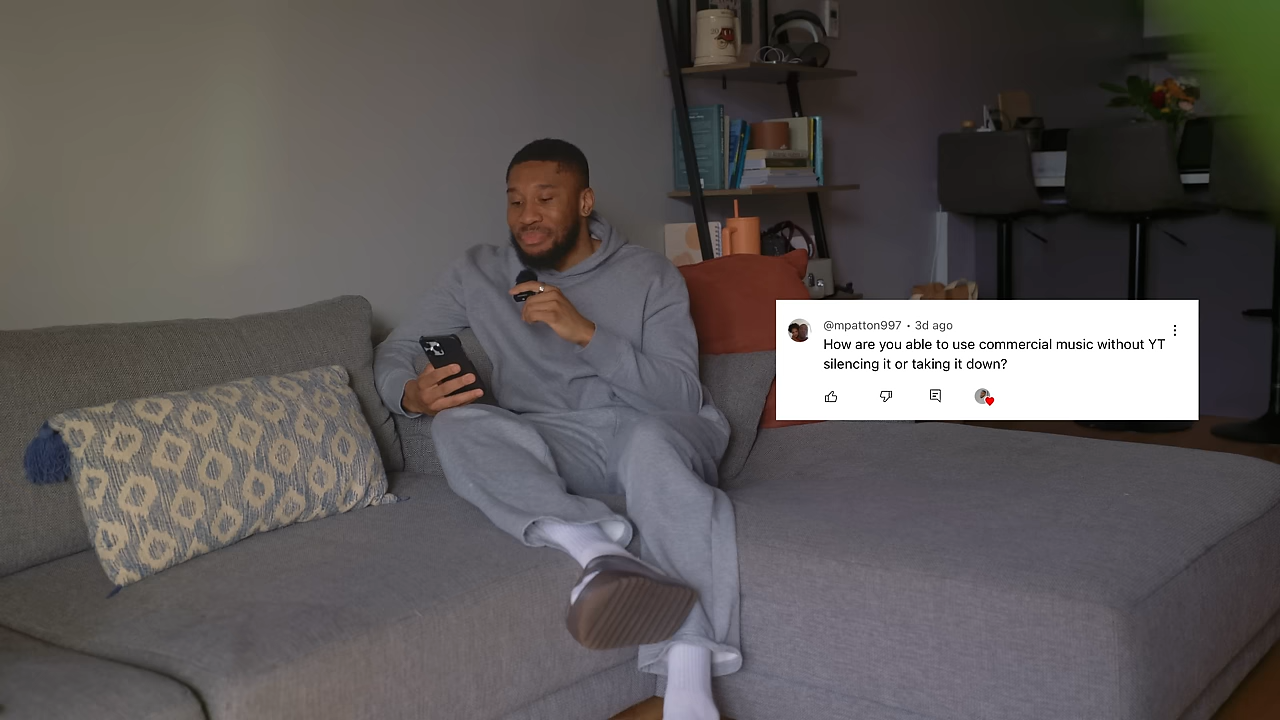 @mpatton997 • 3d ago
How are you able to use commercial music without YT
silencing it or taking it down?